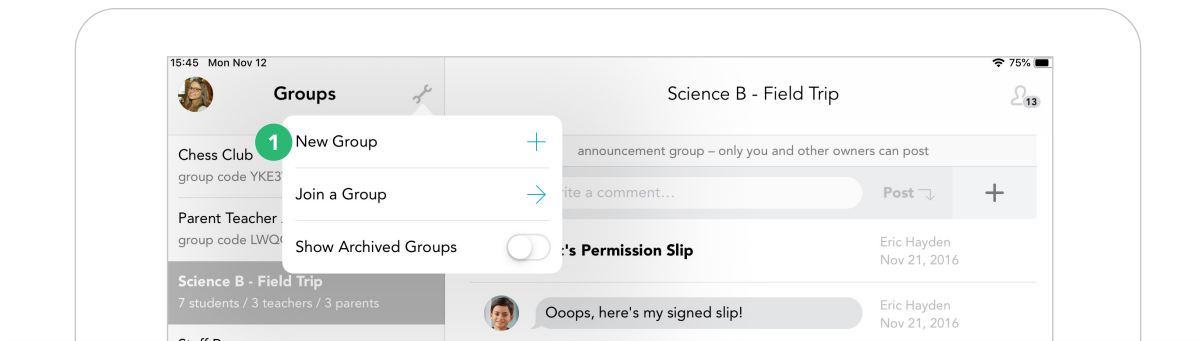 15:45 Mon Nov 12
75%
Groups
Science B - Field Trip
13
1
New Group
Join a Group
Show Archived Groups
Chess Club
group code
Parent Teacher
group code
Science B - Field Trip
7 students / 3 teachers / 3 parents
announcement group – only you and other owners can post
a comment...
Post
Permission Slip
Eric Hayden
Nov 21, 2016
Ooops, here's my signed slip!
Eric Hayden
Nov 21, 2016